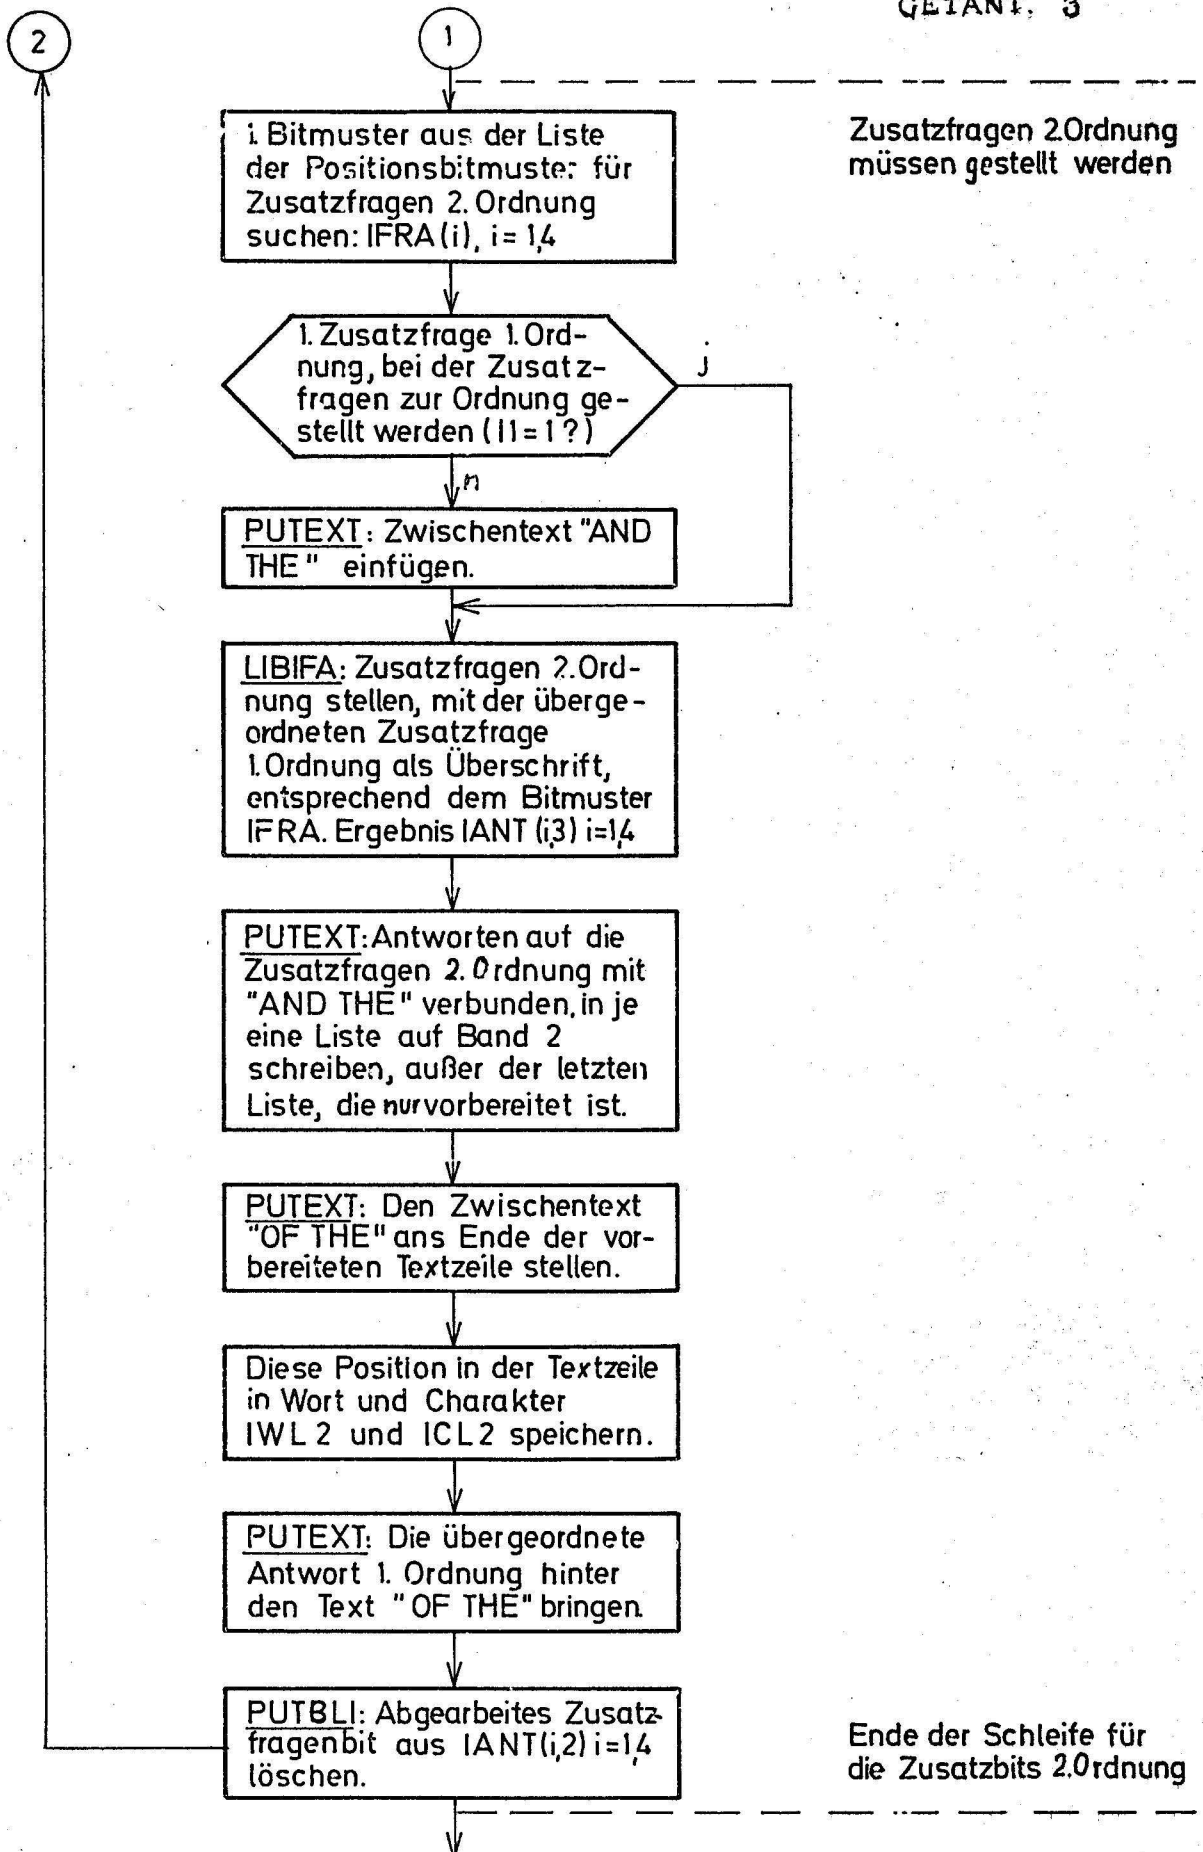 GETANT. 3
2
1
1. Bitmuster aus der Liste
der Positionsbitmuster für
Zusatzfragen 2. Ordnung
suchen: IFRA(i), i= 1,4
Zusatzfragen 2.Ordnung
müssen gestellt werden
1. Zusatzfrage 1. Ord-
nung, bei der Zusatz-
fragen zur Ordnung ge-
stellt werden (I1=1?)
j
n
PUTEXT: Zwischentext "AND
THE" einfügen.
LIBIFA: Zusatzfragen 2.Ord-
nung stellen, mit der überge-
ordneten Zusatzfrage
1.Ordnung als Überschrift,
entsprechend dem Bitmuster
IFRA. Ergebnis IANT (i,3) i=1,4
PUTEXT: Antworten auf die
Zusatzfragen 2. Ordnung mit
"AND THE" verbunden, in je
eine Liste auf Band 2
schreiben, außer der letzten
Liste, die nur vorbereitet ist.
PUTEXT: Den Zwischentext
"OF THE" ans Ende der vor-
bereiteten Textzeile stellen.
Diese Position in der Textzeile
in Wort und Charakter
IWL 2 und ICL 2 speichern.
PUTEXT: Die übergeordnete
Antwort 1. Ordnung hinter
den Text "OF THE" bringen.
PUTBLI: Abgearbeites Zusatz-
fragenbit aus IANT(i,2) i=1,4
löschen.
Ende der Schleife für
die Zusatzbits 2.Ordnung